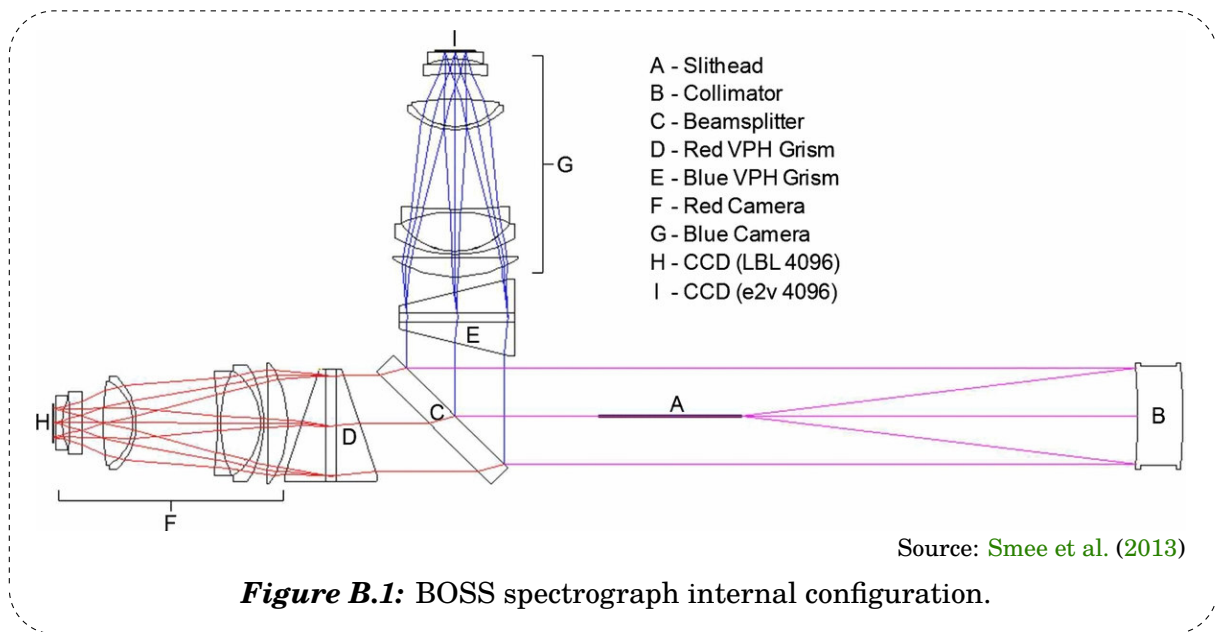 I
A - Slithead
B - Collimator
C - Beamsplitter
D - Red VPH Grism
E - Blue VPH Grism
F - Red Camera
G - Blue Camera
H - CCD (LBL 4096)
I - CCD (e2v 4096)
G
E
A
C
B
H
D
F
Source: Smee et al. (2013)
Figure B.1: BOSS spectrograph internal configuration.